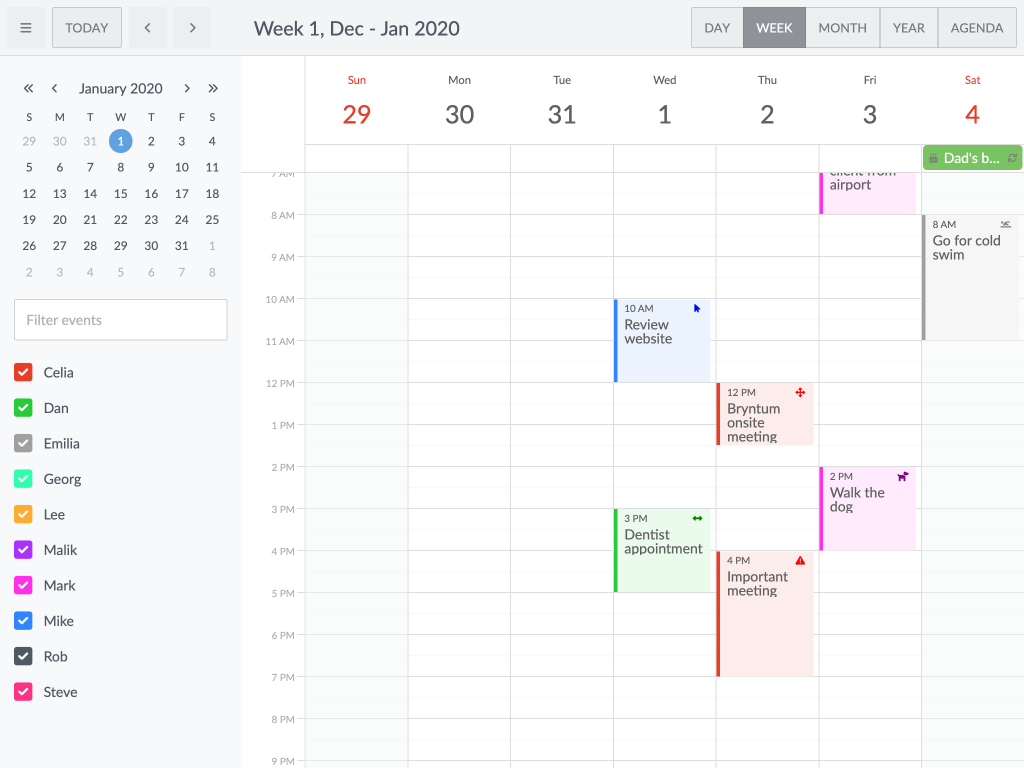 TODAY
Week 1, Dec - Jan 2020
DAY WEEK MONTH YEAR AGENDA
January 2020
S M T W T F S
29 30 31 1 2 3 4
5 6 7 8 9 10 11
12 13 14 15 16 17 18
19 20 21 22 23 24 25
26 27 28 29 30 31 1
2 3 4 5 6 7 8
Filter events
Celia
Dan
Emilia
Georg
Lee
Malik
Mark
Mike
Rob
Steve
Sun Mon Tue Wed Thu Fri Sat
29 30 31 1 2 3 4
Dad's b...
7 AM
8 AM
9 AM
10 AM
11 AM
12 PM
1 PM
2 PM
3 PM
4 PM
5 PM
6 PM
7 PM
8 PM
9 PM
10 AM
Review
website
3 PM
Dentist
appointment
12 PM
Bryntum
onsite
meeting
4 PM
Important
meeting
client from
airport
2 PM
Walk the
dog
8 AM
Go for cold
swim